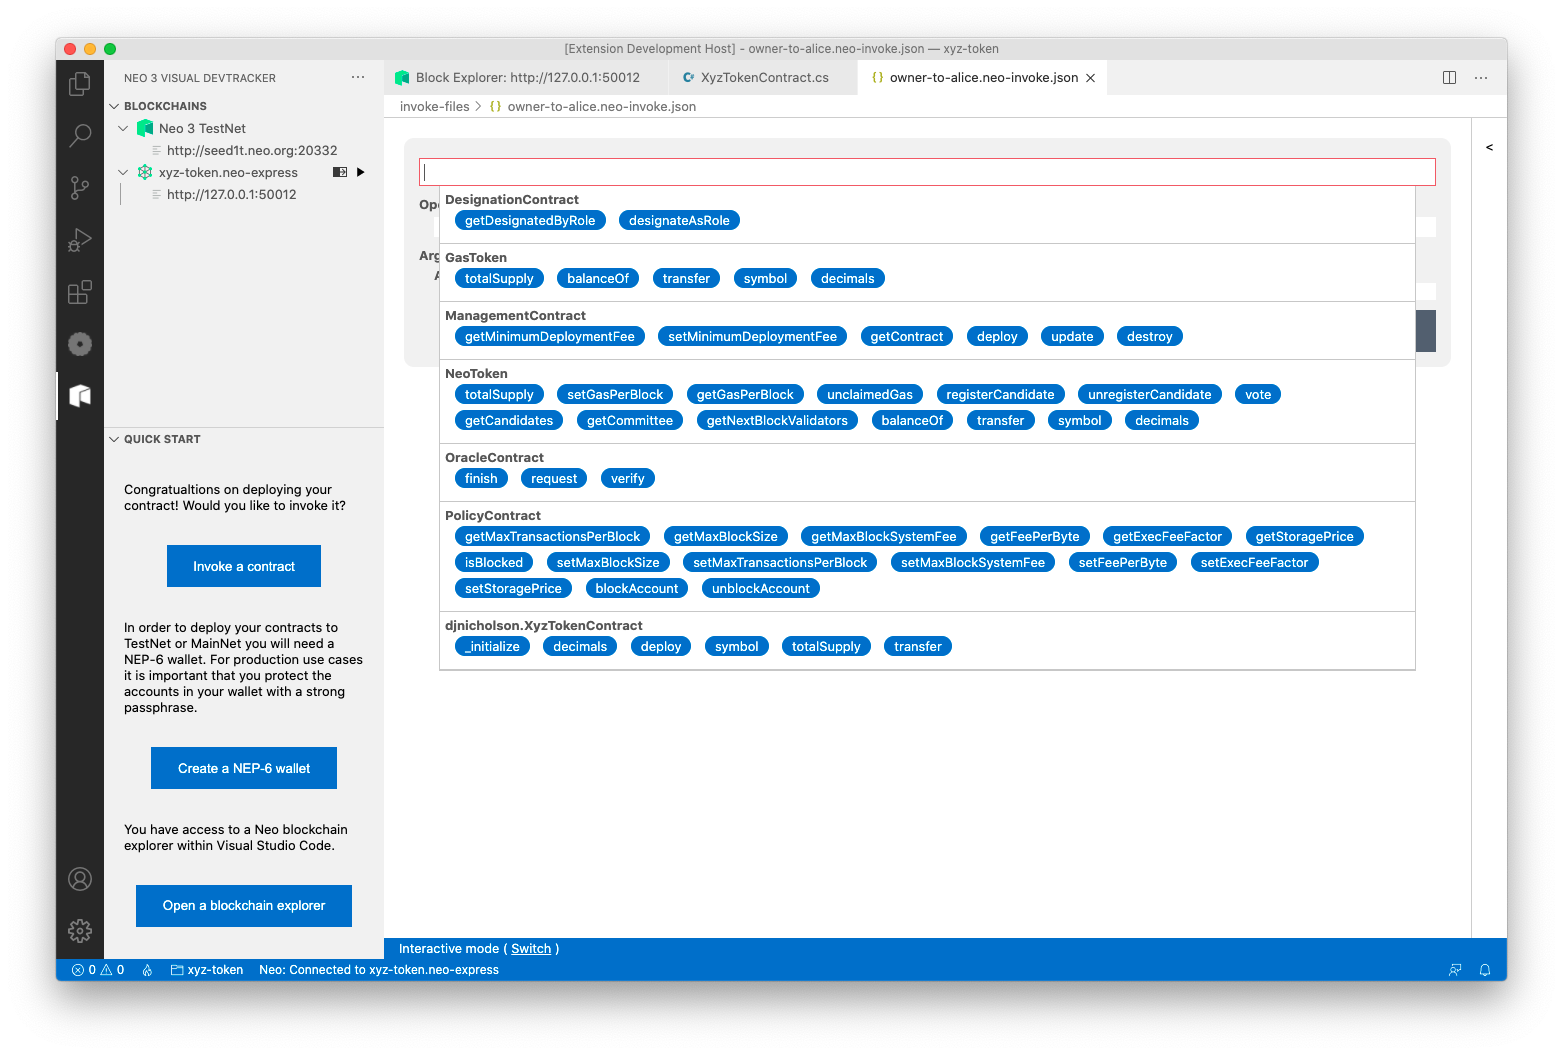 [Extension Development Host] - owner-to-alice.neo-invoke.json — xyz-token
NEO 3 VISUAL DEVTRACKER
Block Explorer: http://127.0.0.1:50012
C# XyzTokenContract.cs
{} owner-to-alice.neo-invoke.json
BLOCKCHAINS
Neo 3 TestNet
http://seed1t.neo.org:20332
xyz-token.neo-express
http://127.0.0.1:50012
invoke-files > {} owner-to-alice.neo-invoke.json
<
Ope
Arg
A
DesignationContract
getDesignatedByRole designateAsRole
GasToken
totalSupply balanceOf transfer symbol decimals
ManagementContract
getMinimumDeploymentFee setMinimumDeploymentFee getContract deploy update destroy
NeoToken
totalSupply setGasPerBlock getGasPerBlock unclaimedGas registerCandidate unregisterCandidate vote
getCandidates getCommittee getNextBlockValidators balanceOf transfer symbol decimals
OracleContract
finish request verify
PolicyContract
getMaxTransactionsPerBlock getMaxBlockSize getMaxBlockSystemFee getFeePerByte getExecFeeFactor getStoragePrice
isBlocked setMaxBlockSize setMaxTransactionsPerBlock setMaxBlockSystemFee setFeePerByte setExecFeeFactor
setStoragePrice blockAccount unblockAccount
djnicholson.XyzTokenContract
_initialize decimals deploy symbol totalSupply transfer
QUICK START
Congratualtions on deploying your
contract! Would you like to invoke it?
Invoke a contract
In order to deploy your contracts to
TestNet or MainNet you will need a
NEP-6 wallet. For production use cases
it is important that you protect the
accounts in your wallet with a strong
passphrase.
Create a NEP-6 wallet
You have access to a Neo blockchain
explorer within Visual Studio Code.
Open a blockchain explorer
Interactive mode ( Switch )
0 0 xyz-token Neo: Connected to xyz-token.neo-express